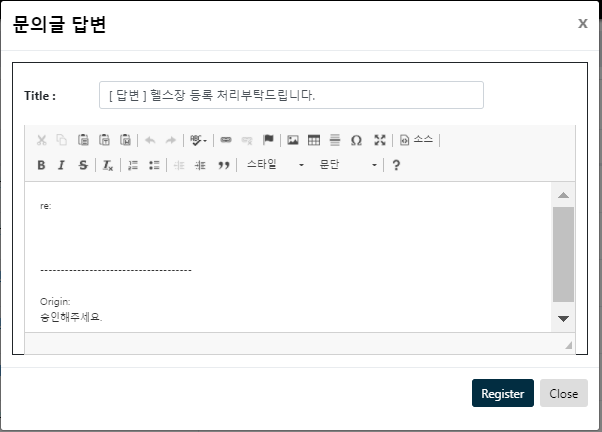 문의글 답변
x
Title :
[ 답변 ] 헬스장 등록 처리부탁드립니다.
ABC
Ω
소스
B I S Tx
스타일
문단
?
re:
-------------------------------------
Origin:
승인해주세요.
Register
Close